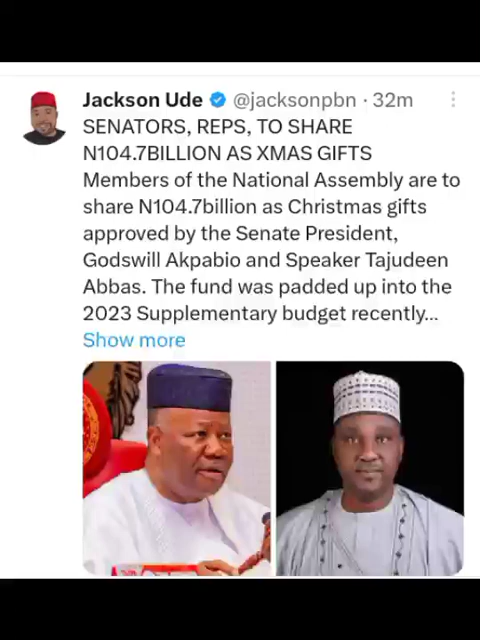 Jackson Ude @jacksonpbn · 32m
SENATORS, REPS, TO SHARE
N104.7BILLION AS XMAS GIFTS
Members of the National Assembly are to
share N104.7billion as Christmas gifts
approved by the Senate President,
Godswill Akpabio and Speaker Tajudeen
Abbas. The fund was padded up into the
2023 Supplementary budget recently...
Show more